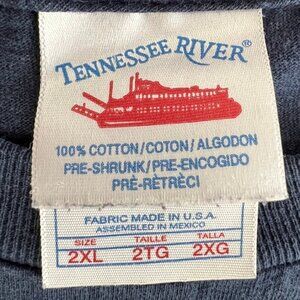 TENNESSEE RIVER®
100% COTTON/COTON/ALGODON
PRE-SHRUNK/PRE-ENCOGIDO
PRÉ-RÈTRÈCI
FABRIC MADE IN U.S.A.
ASSEMBLED IN MEXICO
SIZE TAILLE TALLA
2XL 2TG 2XG